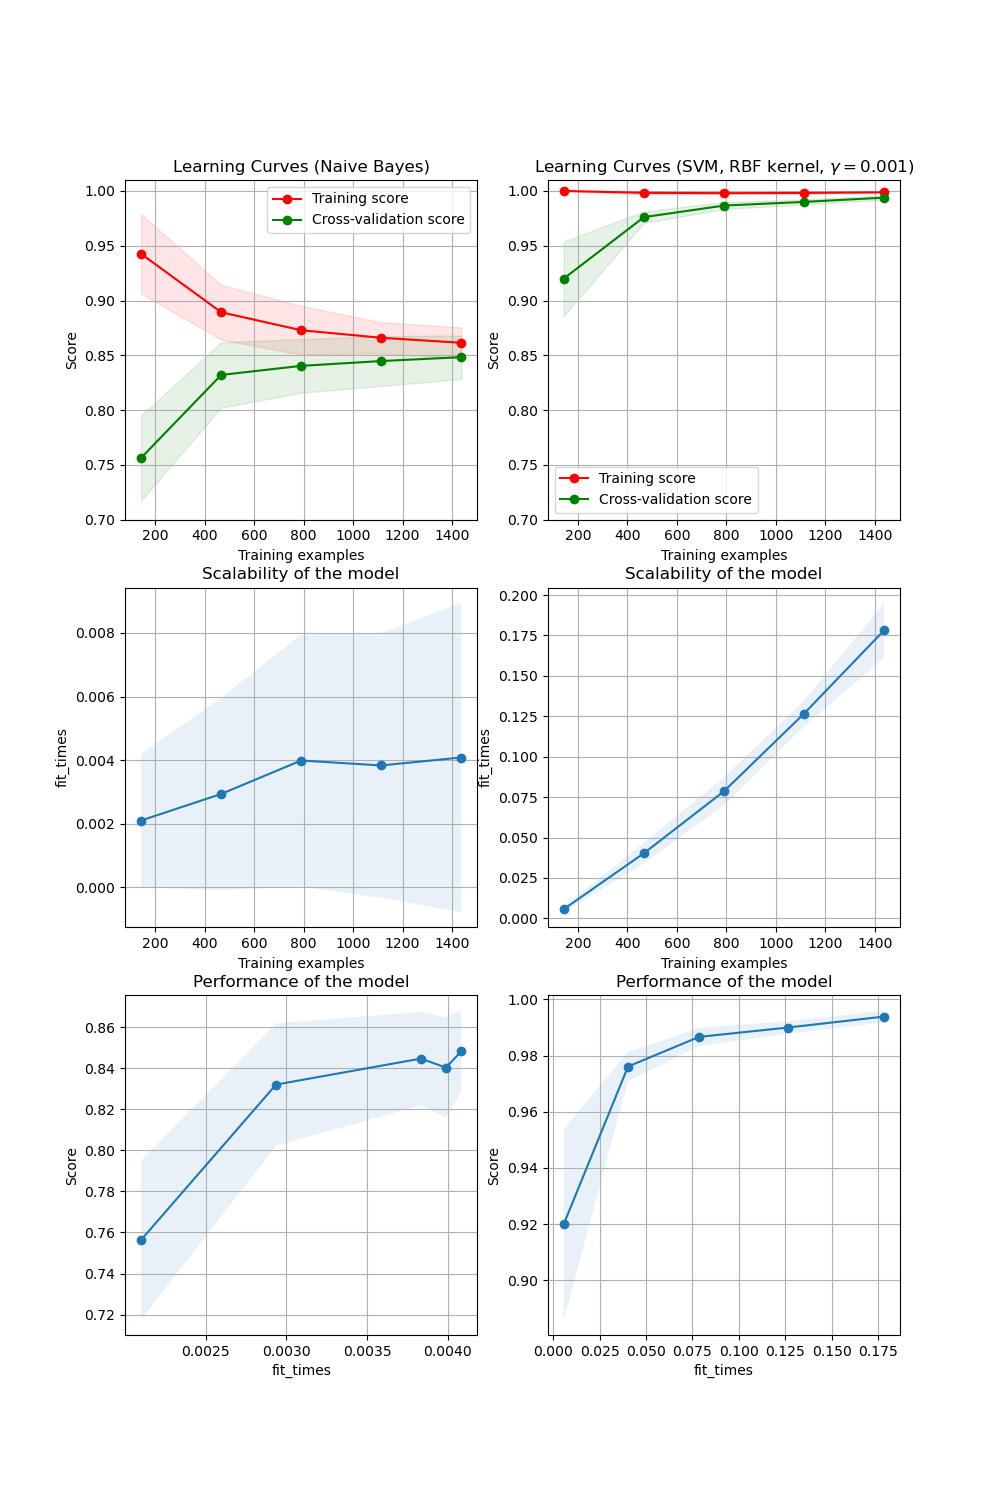 Learning Curves (Naive Bayes)
Score
1.00
0.95
0.90
0.85
0.80
0.75
0.70
Training score
Cross-validation score
200 400 600 800 1000 1200 1400
Training examples
Learning Curves (SVM, RBF kernel, γ = 0.001)
Score
1.00
0.95
0.90
0.85
0.80
0.75
0.70
Training score
Cross-validation score
200 400 600 800 1000 1200 1400
Training examples
Scalability of the model
fit_times
0.008
0.006
0.004
0.002
0.000
200 400 600 800 1000 1200 1400
Training examples
Scalability of the model
fit_times
0.200
0.175
0.150
0.125
0.100
0.075
0.050
0.025
0.000
200 400 600 800 1000 1200 1400
Training examples
Performance of the model
Score
0.86
0.84
0.82
0.80
0.78
0.76
0.74
0.72
0.0025 0.0030 0.0035 0.0040
fit_times
Performance of the model
Score
1.00
0.98
0.96
0.94
0.92
0.90
0.000 0.025 0.050 0.075 0.100 0.125 0.150 0.175
fit_times